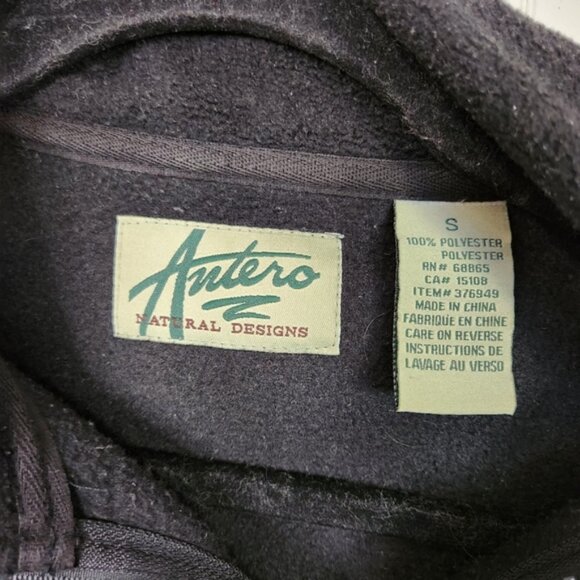 Antero
NATURAL DESIGNS
S
100% POLYESTER
POLYESTER
RN# 68865
CA# 15108
ITEM# 376949
MADE IN CHINA
FABRIQUE EN CHINE
CARE ON REVERSE
INSTRUCTIONS DE
LAVAGE AU VERSO